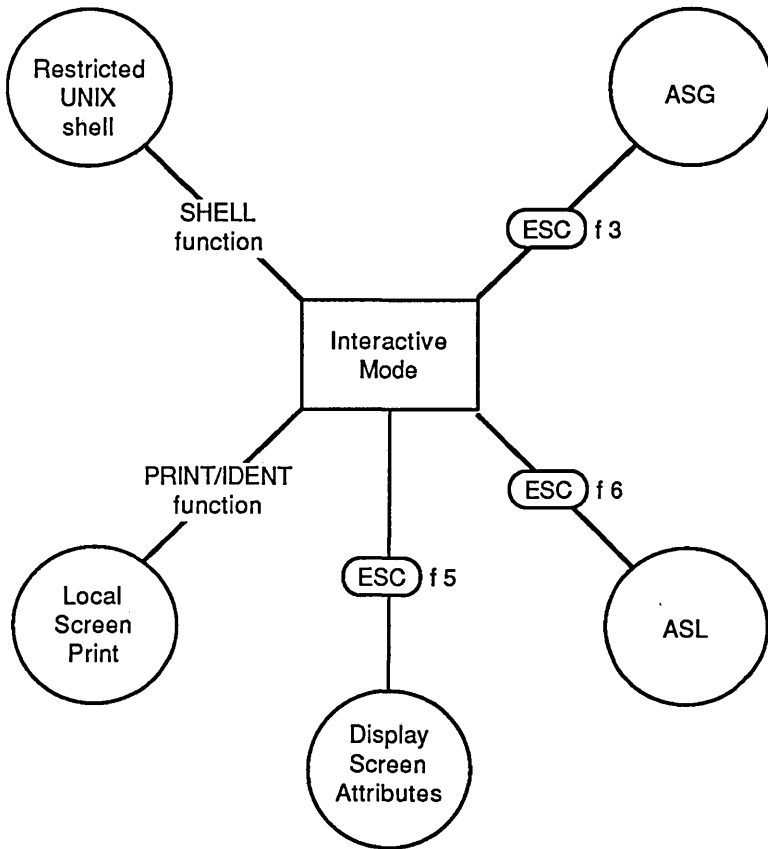 Restricted
UNIX
shell
ASG
SHELL
function
ESC f 3
Interactive
Mode
PRINT/IDENT
function
ESC f 6
ESC f 5
Local
Screen
Print
ASL
Display
Screen
Attributes